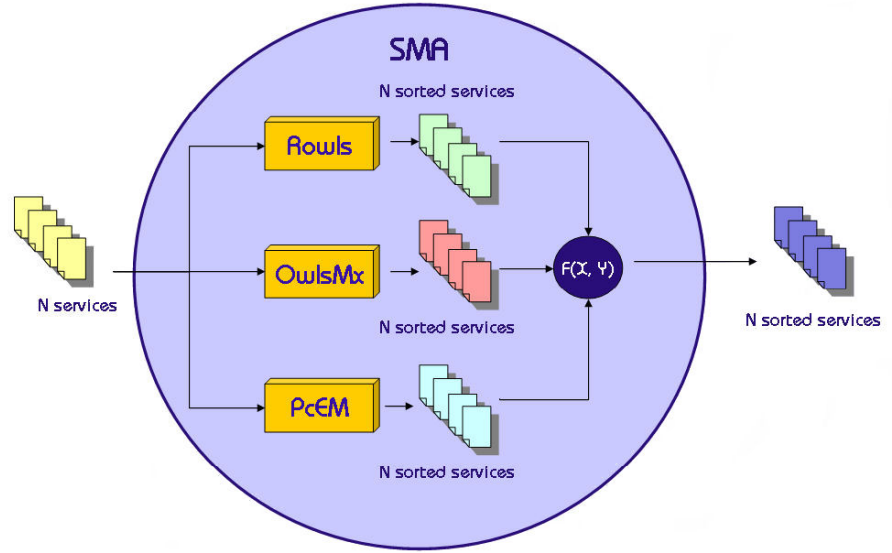 SMA
N sorted services
Rowls
N services
OwlsMx
F(X, Y)
N sorted services
N sorted services
PcEM
N sorted services